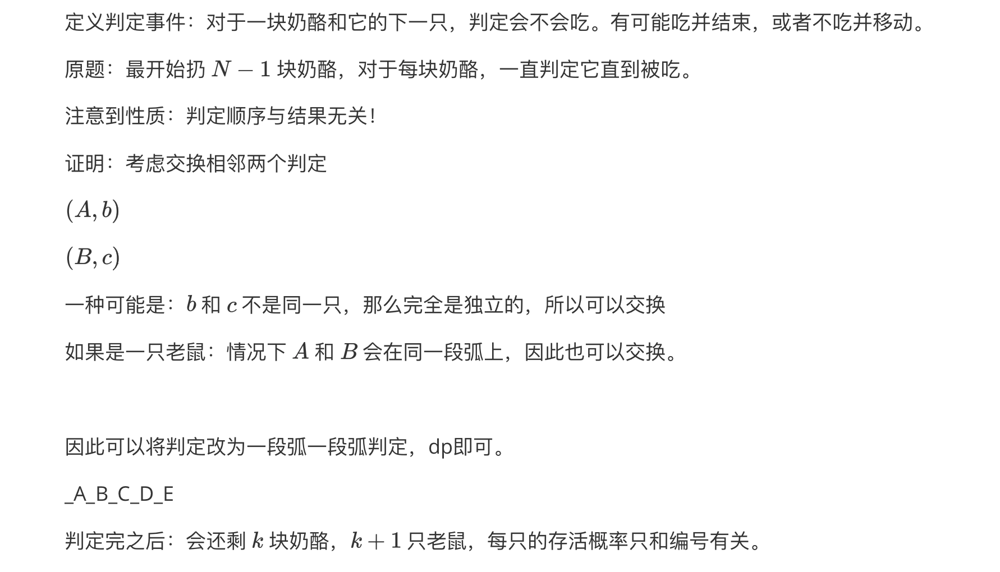 定义判定事件：对于一块奶酪和它的下一只，判定会不会吃。有可能吃并结束，或者不吃并移动。
原题：最开始扔 N − 1 块奶酪，对于每块奶酪，一直判定它直到被吃。
注意到性质：判定顺序与结果无关！
证明：考虑交换相邻两个判定
(A, b)
(B, c)
一种可能是：b 和 c 不是同一只，那么完全是独立的，所以可以交换
如果是一只老鼠：情况下 A 和 B 会在同一段弧上，因此也可以交换。
因此可以将判定改为一段弧一段弧判定，dp即可。
_A_B_C_D_E
判定完之后：会还剩 k 块奶酪，k + 1 只老鼠，每只的存活概率只和编号有关。